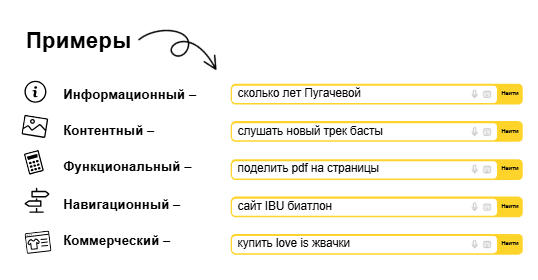 Примеры
Информационный – сколько лет Пугачевой Найти
Контентный – слушать новый трек басты Найти
Функциональный – поделить pdf на страницы Найти
Навигационный – сайт IBU биатлон Найти
Коммерческий – купить love is жвачки Найти